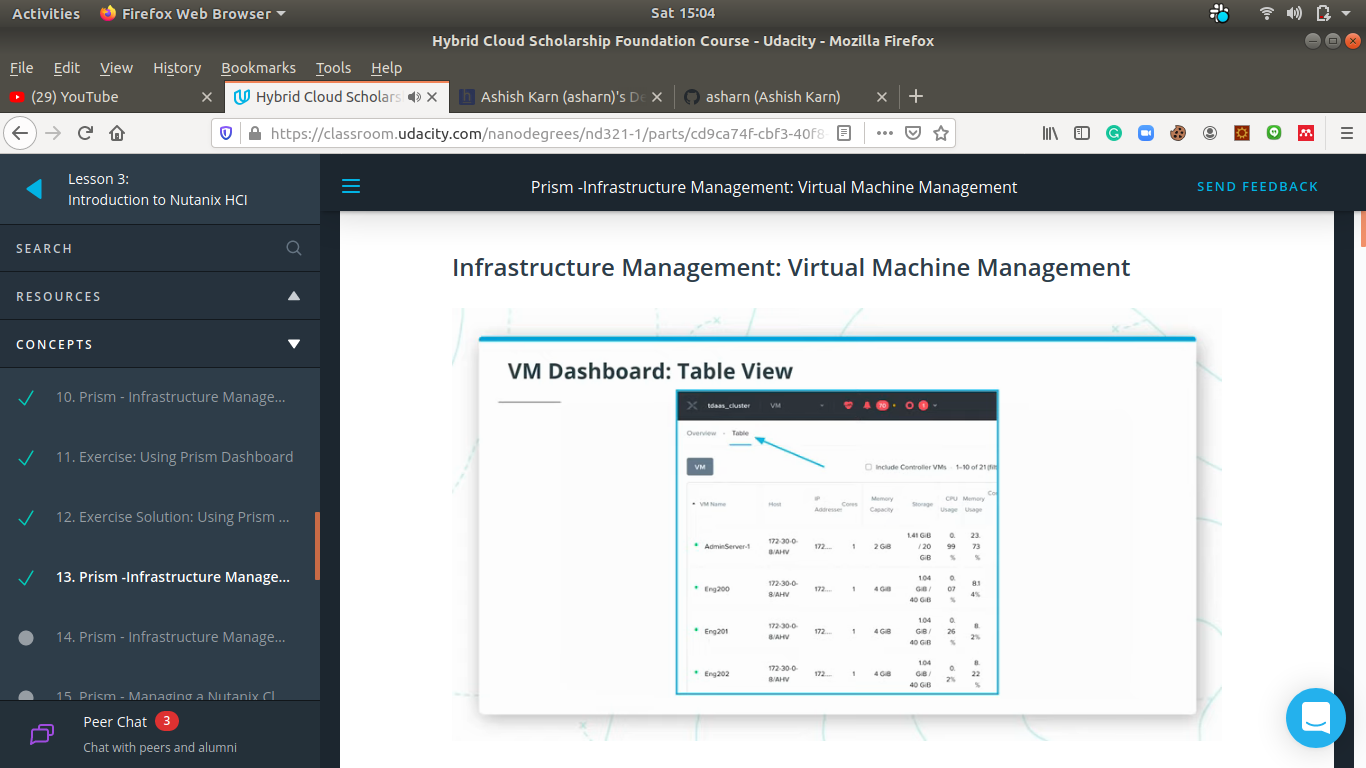 Activities Firefox Web Browser Sat 15:04
Hybrid Cloud Scholarship Foundation Course - Udacity - Mozilla Firefox
File Edit View History Bookmarks Tools Help
(29) YouTube Hybrid Cloud Scholars Ashish Karn (asharn)'s De asharn (Ashish Karn)
https://classroom.udacity.com/nanodegrees/nd321-1/parts/cd9ca74f-cbf3-40f8
Lesson 3:
Introduction to Nutanix HCI
SEARCH
RESOURCES
CONCEPTS
10. Prism - Infrastructure Manage...
11. Exercise: Using Prism Dashboard
12. Exercise Solution: Using Prism ...
13. Prism -Infrastructure Manage...
14. Prism - Infrastructure Manage...
15. Prism - Managing a Nutanix Cl
Peer Chat 3
Chat with peers and alumni
Prism -Infrastructure Management: Virtual Machine Management
SEND FEEDBACK
Infrastructure Management: Virtual Machine Management
VM Dashboard: Table View
tdaas_cluster VM 70 1
Overview - Table
VM Include Controller VMs · 1–10 of 21 (filt
VM Name Host IP Addresses Cores Memory Capacity Storage CPU Usage Memory Usage Co
AdminServer-1 172-30-0-8/AHV 172.... 1 2 GiB 1.41 GiB / 20 GiB 0.99 % 23.73 %
Eng200 172-30-0-8/AHV 172.... 1 4 GiB 1.04 GiB / 40 GiB 0.07 % 8.14%
Eng201 172-30-0-8/AHV 172.... 1 4 GiB 1.04 GiB / 40 GiB 0.26 % 8.2%
Eng202 172-30-0-8/AHV 172.... 1 4 GiB 1.04 GiB / 40 GiB 0.2% 8.22 %